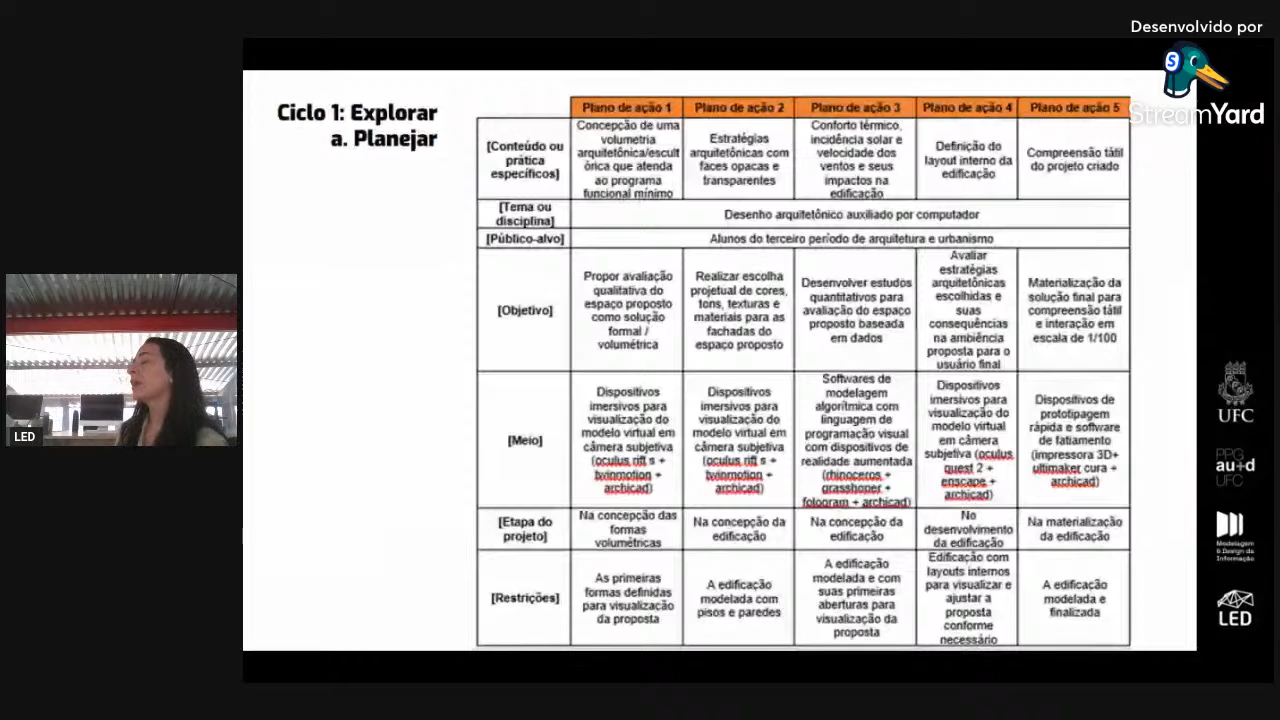 Desenvolvido por
StreamYard
Ciclo 1: Explorar
a. Planejar
Plano de ação 1
Plano de ação 2
Plano de ação 3
Plano de ação 4
Plano de ação 5
[Conteúdo ou
prática
específicos]
Concepção de uma
volumetria
arquitetônica/escult
órica que atenda
ao programa
funcional mínimo
Estratégias
arquitetônicas com
faces opacas e
transparentes
Conforto térmico,
incidência solar e
velocidade dos
ventos e seus
impactos na
edificação
Definição do
layout interno da
edificação
Compreensão tátil
do projeto criado
[Tema ou
disciplina]
Desenho arquitetônico auxiliado por computador
[Público-alvo]
Alunos do terceiro período de arquitetura e urbanismo
[Objetivo]
Propor avaliação
qualitativa do
espaço proposto
como solução
formal /
volumétrica
Realizar escolha
projetual de cores,
tons, texturas e
materiais para as
fachadas do
espaço proposto
Desenvolver estudos
quantitativos para
avaliação do espaço
proposto baseada
em dados
Avaliar
estratégias
arquitetônicas
escolhidas e
suas
consequências
na ambiência
proposta para o
usuário final
Materialização da
solução final para
compreensão tátil
e interação em
escala de 1/100
[Meio]
Dispositivos
imersivos para
visualização do
modelo virtual em
câmera subjetiva
(oculus rift s +
twinmotion +
archicad)
Dispositivos
imersivos para
visualização do
modelo virtual em
câmera subjetiva
(oculus rift s +
twinmotion +
archicad)
Softwares de
modelagem
algorítmica com
linguagem de
programação visual
com dispositivos de
realidade aumentada
(rhinoceros +
grasshoper +
fologram + archicad)
Dispositivos
imersivos para
visualização do
modelo virtual
em câmera
subjetiva (oculus
quest 2 +
enscape +
archicad)
Dispositivos de
prototipagem
rápida e software
de fatiamento
(impressora 3D+
ultimaker cura +
archicad)
[Etapa do
projeto]
Na concepção das
formas
volumétricas
Na concepção da
edificação
Na concepção da
edificação
No
desenvolvimento
da edificação
Na materialização
da edificação
[Restrições]
As primeiras
formas definidas
para visualização
da proposta
A edificação
modelada com
pisos e paredes
A edificação
modelada e com
suas primeiras
aberturas para
visualização da
proposta
Edificação com
layouts internos
para visualizar e
ajustar a
proposta
conforme
necessário
A edificação
modelada e
finalizada
LED
UFC
PPG
au+d
UFC
Modelagem
& Design da
Informação
LED